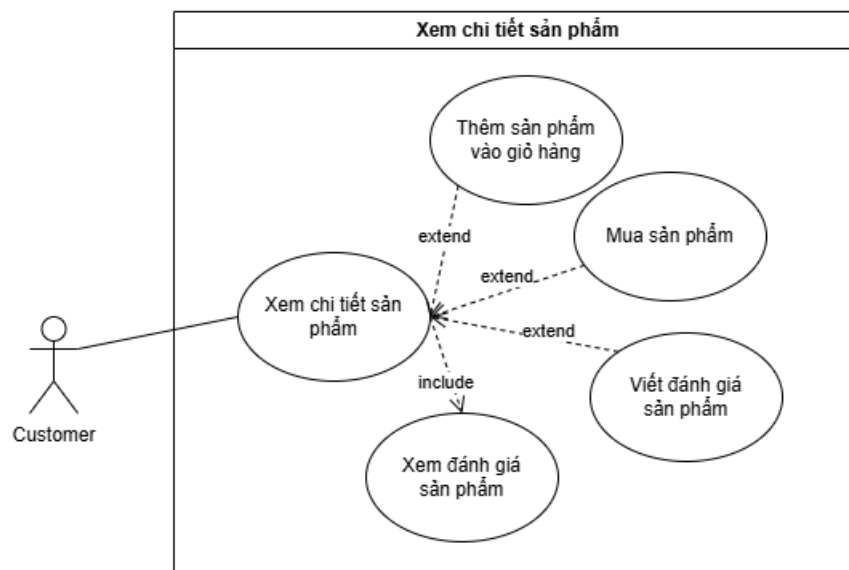 Xem chi tiết sản phẩm
Thêm sản phẩm
vào giỏ hàng
extend
Mua sản phẩm
extend
Xem chi tiết sản
phẩm
extend
Viết đánh giá
sản phẩm
include
Customer
Xem đánh giá
sản phẩm